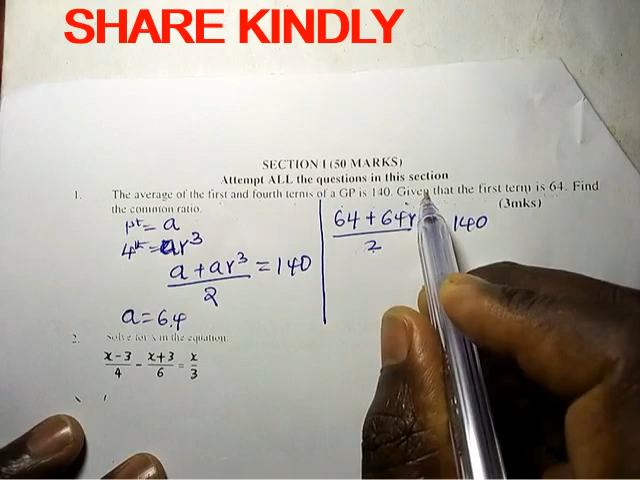 SHARE KINDLY
SECTION I (50 MARKS)
Attempt ALL the questions in this section
1. The average of the first and fourth terms of a GP is 140. Given that the first term is 64. Find
the common ratio. (3mks)
1st = a
4th = ar³
(a + ar³)/2 = 140
a = 64
(64 + 64r 140)/2
2. Solve for x in the equation:
(x − 3)/4 − (x + 3)/6 = x/3